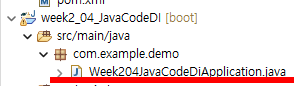 pom.xml
week2_04_JavaCodeDI [boot]
src/main/java
com.example.demo
Week204JavaCodeDiApplication.java